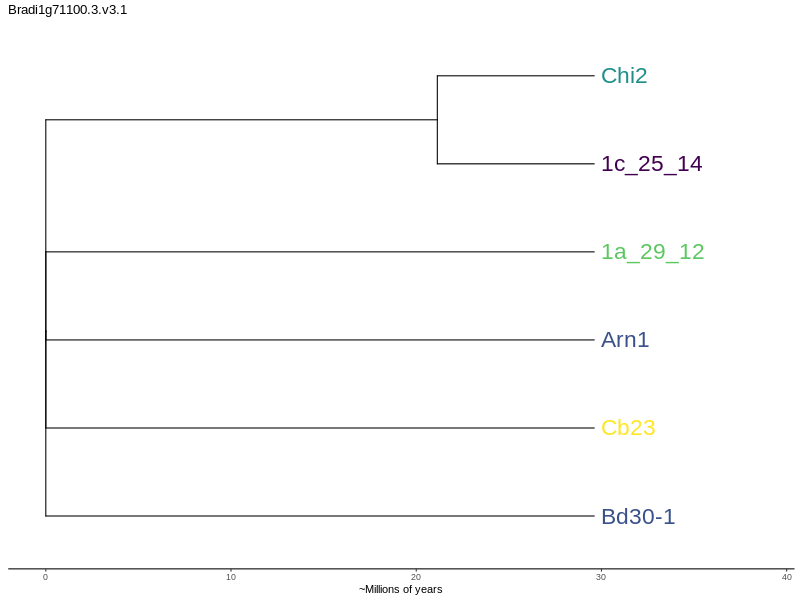 Bradi1g71100.3.v3.1
Chi2
1c_25_14
1a_29_12
Arn1
Cb23
Bd30-1
0 10 20 30 40
~Millions of years